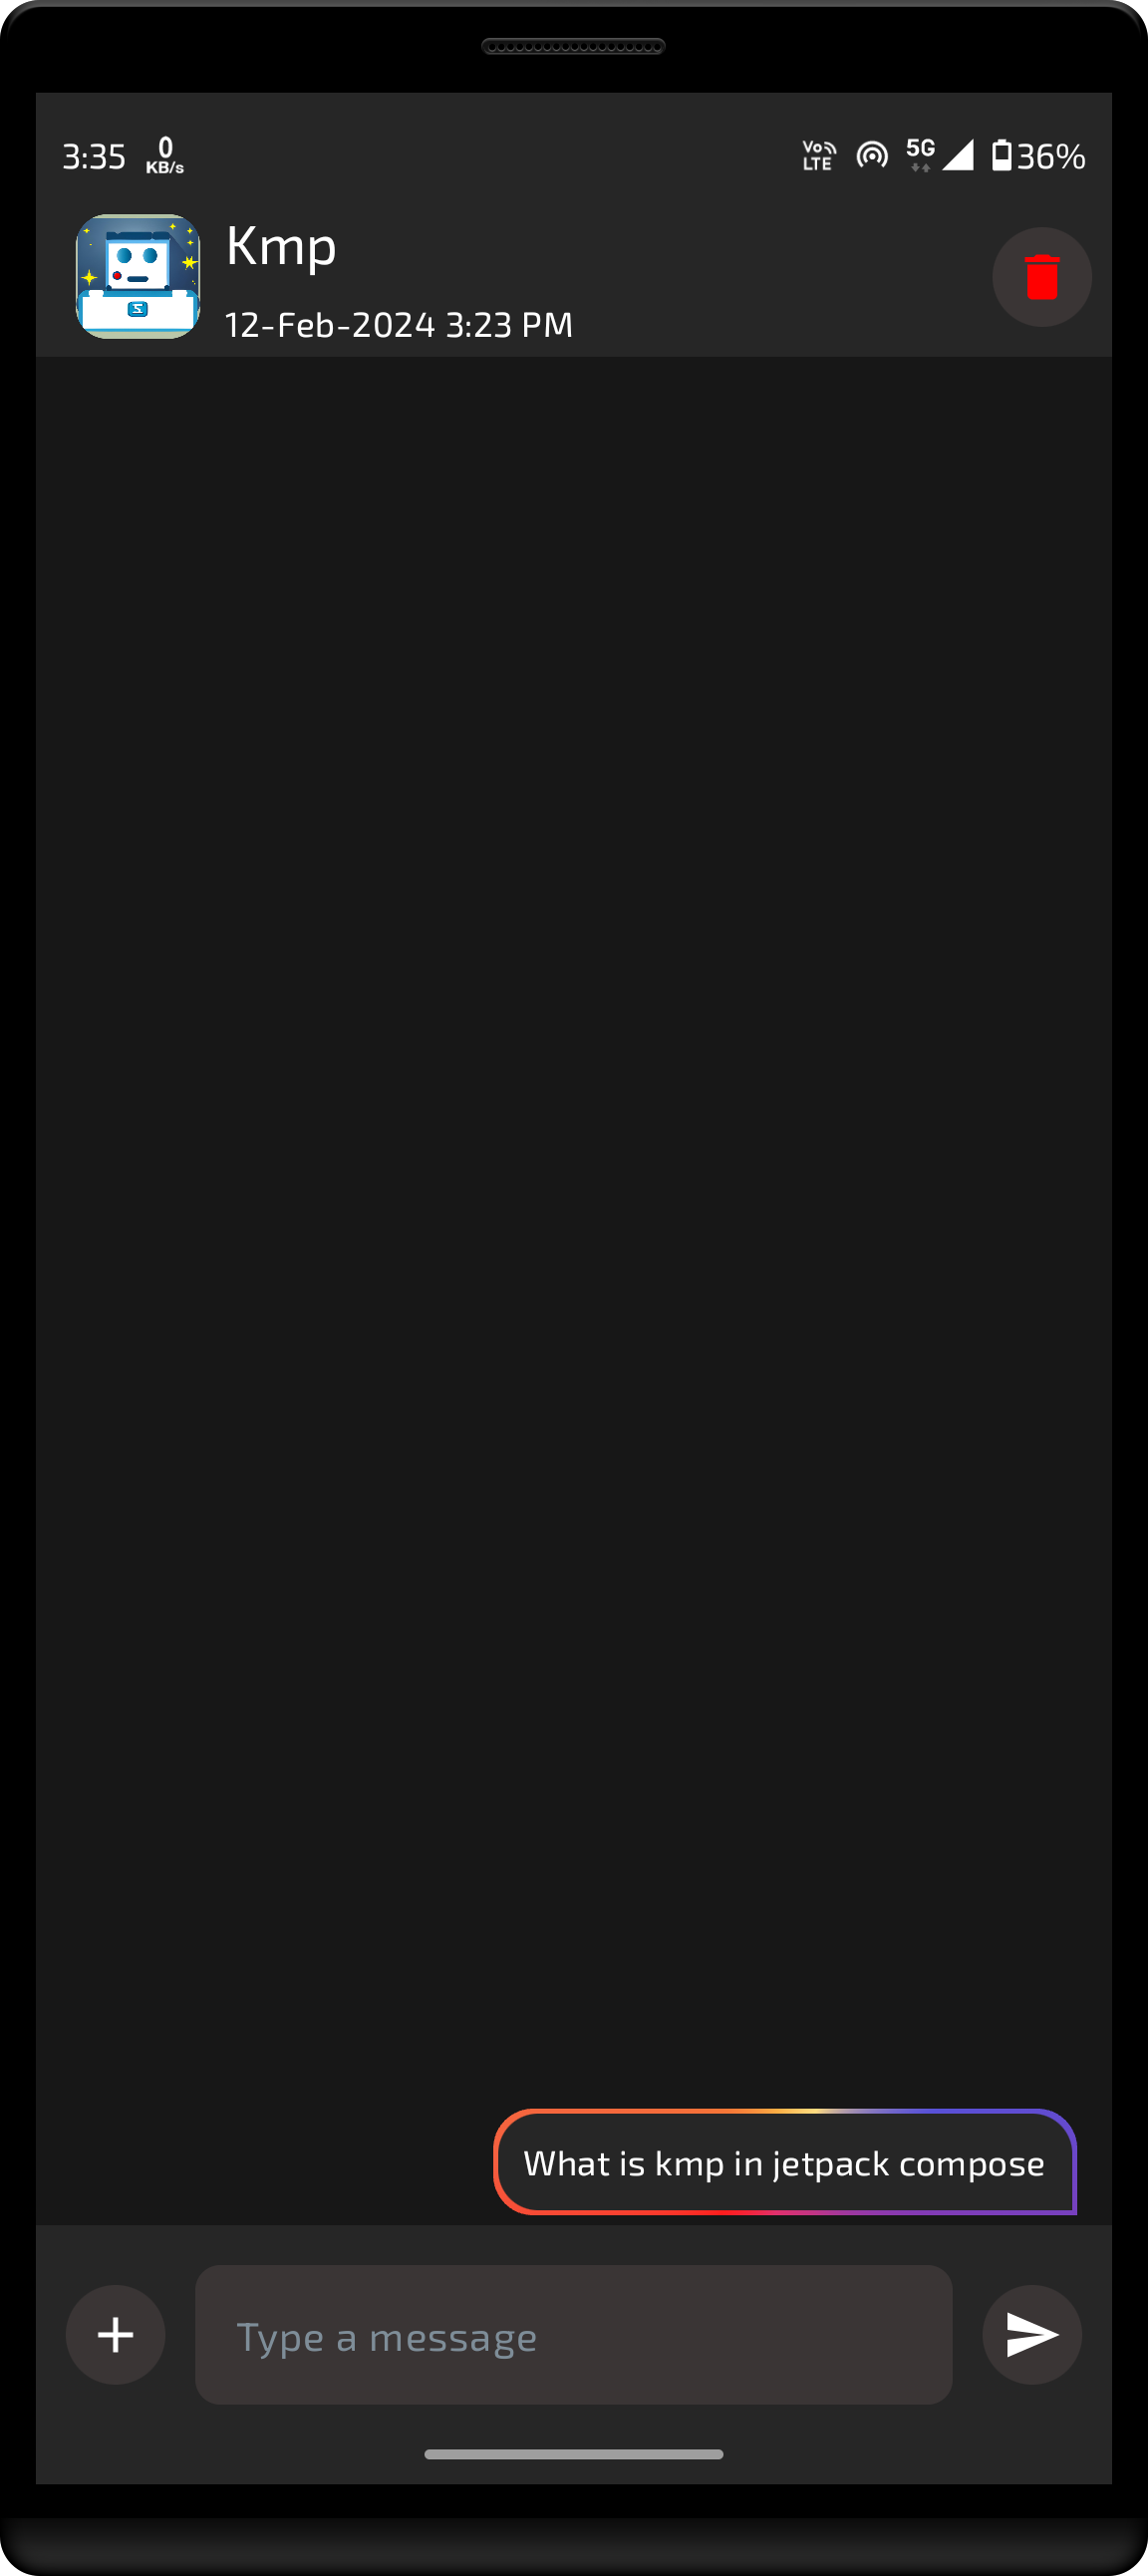 3:35
0
KB/s
Vo
LTE
5G
36%
Kmp
12-Feb-2024 3:23 PM
What is kmp in jetpack compose
Type a message